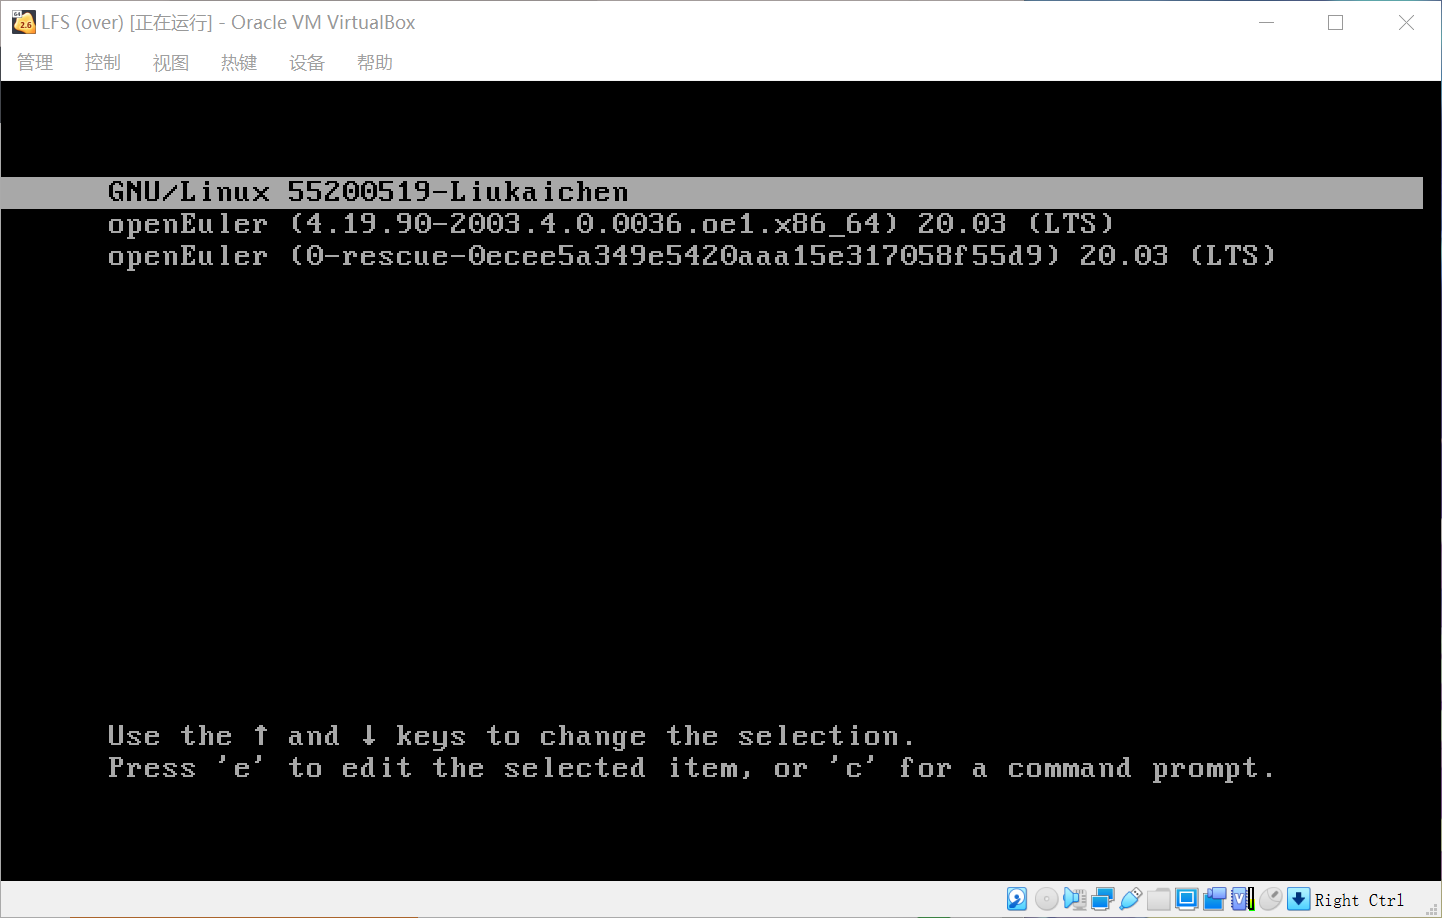 LFS (over) [正在运行] - Oracle VM VirtualBox
管理 控制 视图 热键 设备 帮助
GNU/Linux 55200519-Liukaichen
openEuler (4.19.90-2003.4.0.0036.oe1.x86_64) 20.03 (LTS)
openEuler (0-rescue-0ecee5a349e5420aaa15e317058f55d9) 20.03 (LTS)
Use the ↑ and ↓ keys to change the selection.
Press 'e' to edit the selected item, or 'c' for a command prompt.
Right Ctrl